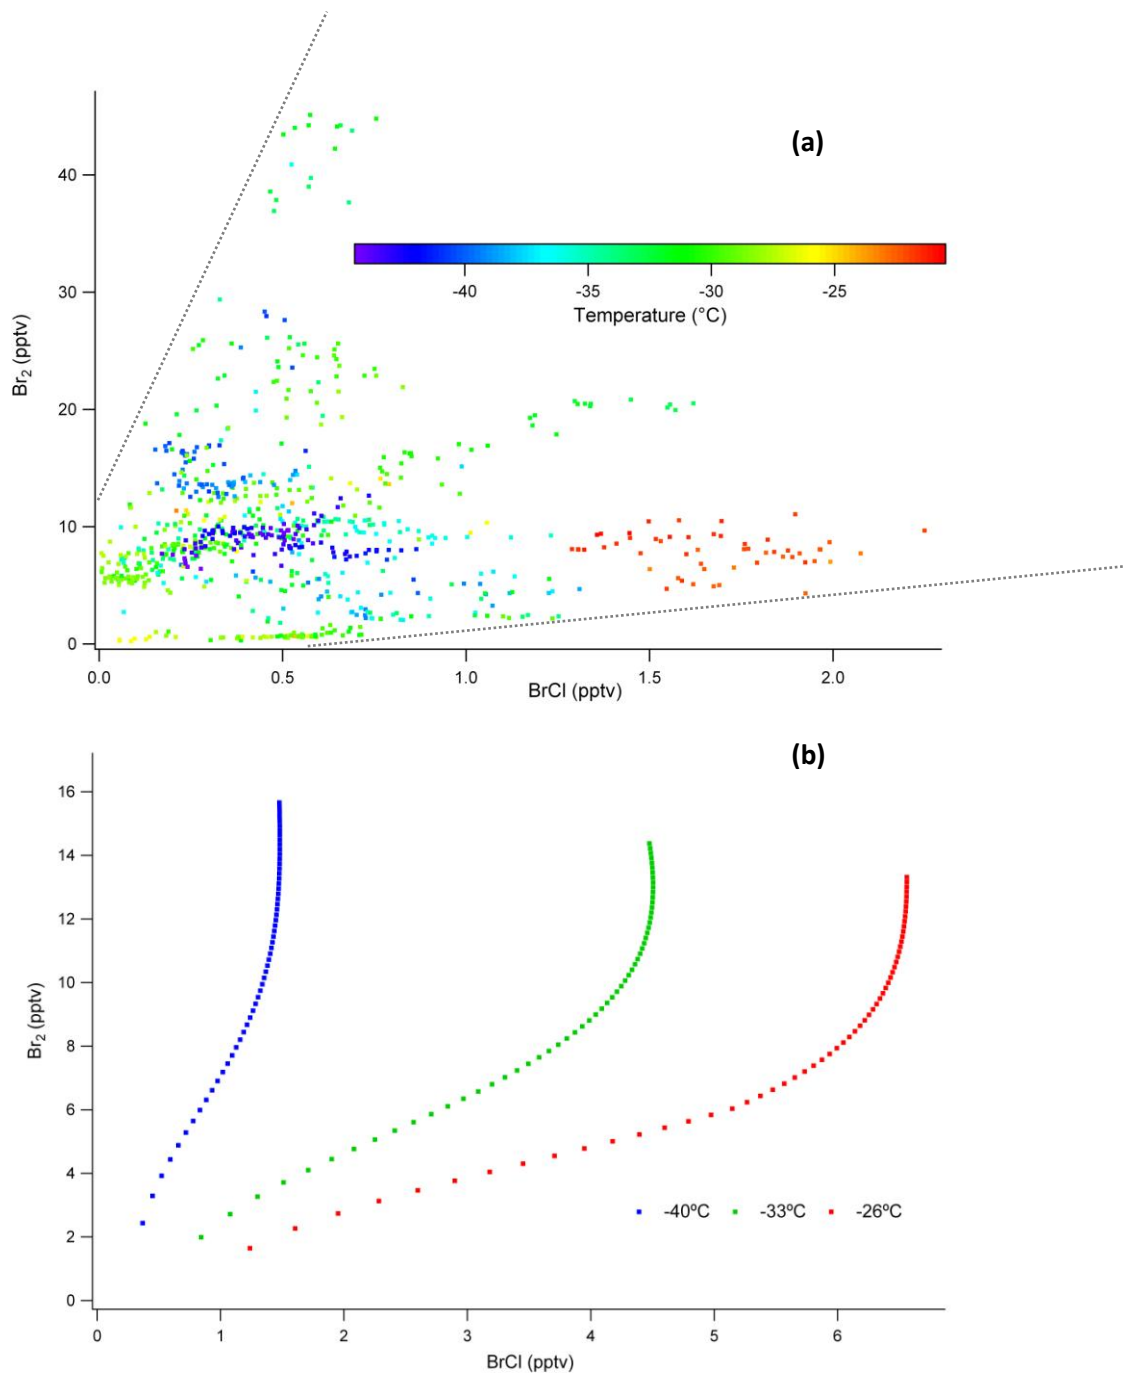 (a)
40
30
20
10
0
Br2 (pptv)
-40 -35 -30 -25
Temperature (°C)
0.0 0.5 1.0 1.5 2.0
BrCl (pptv)
(b)
16
14
12
10
8
6
4
2
0
Br2 (pptv)
-40ºC -33ºC -26ºC
0 1 2 3 4 5 6
BrCl (pptv)